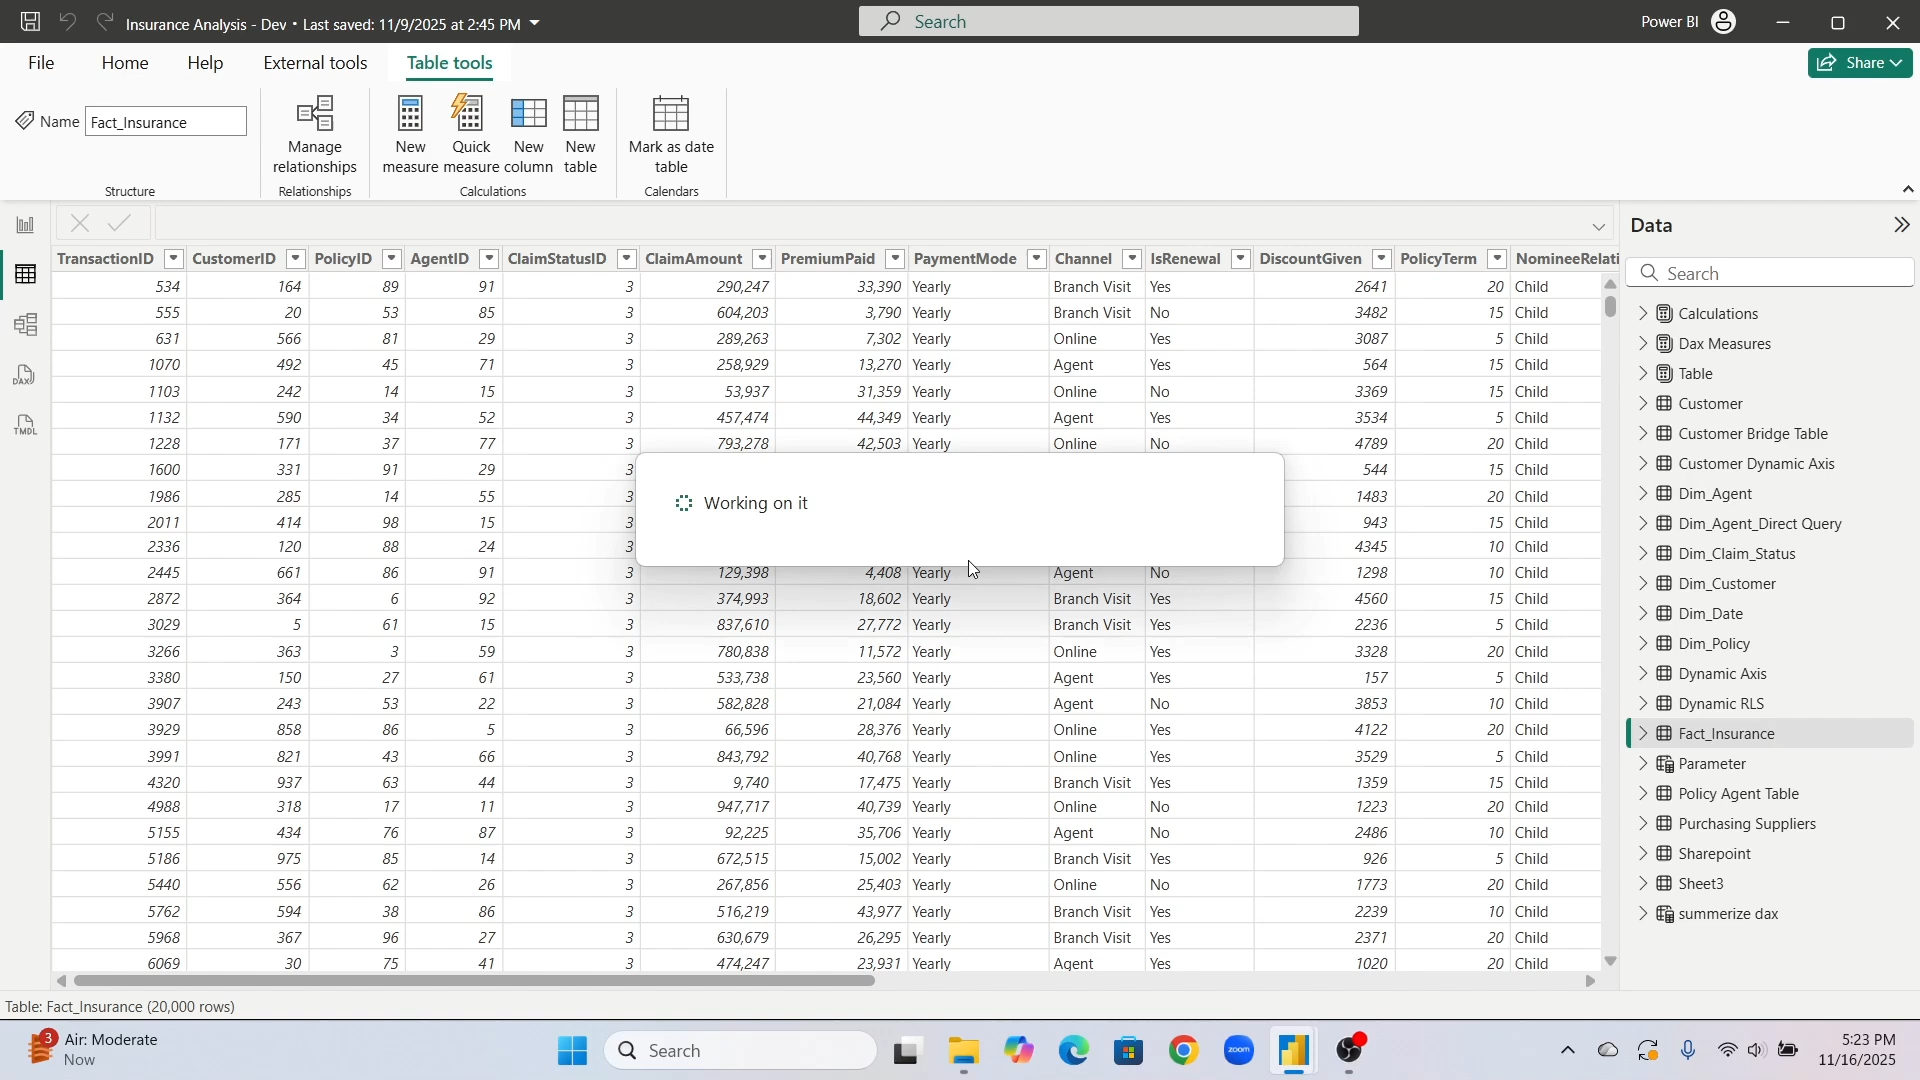 Insurance Analysis - Dev • Last saved: 11/9/2025 at 2:45 PM
Search
Power BI
File Home Help External tools Table tools
Share
Name Fact_Insurance
Manage relationships
New measure
Quick measure
New column
New table
Mark as date table
Structure Relationships Calculations Calendars
Data
Search
TransactionID CustomerID PolicyID AgentID ClaimStatusID ClaimAmount PremiumPaid PaymentMode Channel IsRenewal DiscountGiven PolicyTerm NomineeRelati
534 164 89 91 3 290,247 33,390 Yearly Branch Visit Yes 2641 20 Child
555 20 53 85 3 604,203 3,790 Yearly Branch Visit No 3482 15 Child
631 566 81 29 3 289,263 7,302 Yearly Online Yes 3087 5 Child
1070 492 45 71 3 258,929 13,270 Yearly Agent Yes 564 15 Child
1103 242 14 15 3 53,937 31,359 Yearly Online No 3369 15 Child
1132 590 34 52 3 457,474 44,349 Yearly Agent Yes 3534 5 Child
1228 171 37 77 3 793,278 42,503 Yearly Online No 4789 20 Child
1600 331 91 29 3 544 15 Child
1986 285 14 55 3 1483 20 Child
2011 414 98 15 3 943 15 Child
2336 120 88 24 3 4345 10 Child
Working on it
2445 661 86 91 3 129,398 4,408 Yearly Agent No 1298 10 Child
2872 364 6 92 3 374,993 18,602 Yearly Branch Visit Yes 4560 15 Child
3029 5 61 15 3 837,610 27,772 Yearly Branch Visit Yes 2236 5 Child
3266 363 3 59 3 780,838 11,572 Yearly Online Yes 3328 20 Child
3380 150 27 61 3 533,738 23,560 Yearly Agent Yes 157 5 Child
3907 243 53 22 3 582,828 21,084 Yearly Agent No 3853 10 Child
3929 858 86 5 3 66,596 28,376 Yearly Online Yes 4122 20 Child
3991 821 43 66 3 843,792 40,768 Yearly Online Yes 3529 5 Child
4320 937 63 44 3 9,740 17,475 Yearly Branch Visit Yes 1359 15 Child
4988 318 17 11 3 947,717 40,739 Yearly Online No 1223 20 Child
5155 434 76 87 3 92,225 35,706 Yearly Agent No 2486 10 Child
5186 975 85 14 3 672,515 15,002 Yearly Branch Visit Yes 926 5 Child
5440 556 62 26 3 267,856 25,403 Yearly Online No 1773 20 Child
5762 594 38 86 3 516,219 43,977 Yearly Branch Visit Yes 2239 10 Child
5968 367 96 27 3 630,679 26,295 Yearly Branch Visit Yes 2371 20 Child
6069 30 75 41 3 474,247 23,931 Yearly Agent Yes 1020 20 Child
Calculations
Dax Measures
Table
Customer
Customer Bridge Table
Customer Dynamic Axis
Dim_Agent
Dim_Agent_Direct Query
Dim_Claim_Status
Dim_Customer
Dim_Date
Dim_Policy
Dynamic Axis
Dynamic RLS
Fact_Insurance
Parameter
Policy Agent Table
Purchasing Suppliers
Sharepoint
Sheet3
summerize dax
DAX
TMDL
Table: Fact_Insurance (20,000 rows)
3
Air: Moderate
Now
Search
zoom
5:23 PM
11/16/2025